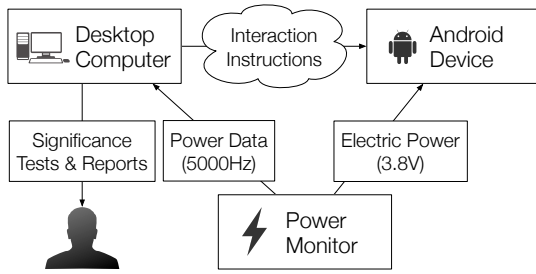 Desktop
Computer
Interaction
Instructions
Android
Device
Significance
Tests & Reports
Power Data
(5000Hz)
Electric Power
(3.8V)
Power
Monitor